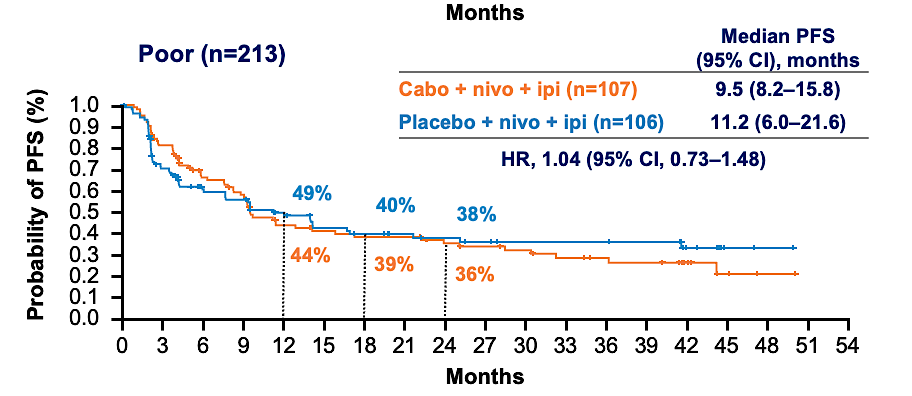 Months
Poor (n=213)
Median PFS
(95% CI), months
Cabo + nivo + ipi (n=107) 9.5 (8.2–15.8)
Placebo + nivo + ipi (n=106) 11.2 (6.0–21.6)
HR, 1.04 (95% CI, 0.73–1.48)
Probability of PFS (%)
1.0
0.9
0.8
0.7
0.6
0.5
0.4
0.3
0.2
0.1
0.0
49%
40%
38%
44%
39%
36%
0 3 6 9 12 15 18 21 24 27 30 33 36 39 42 45 48 51 54
Months